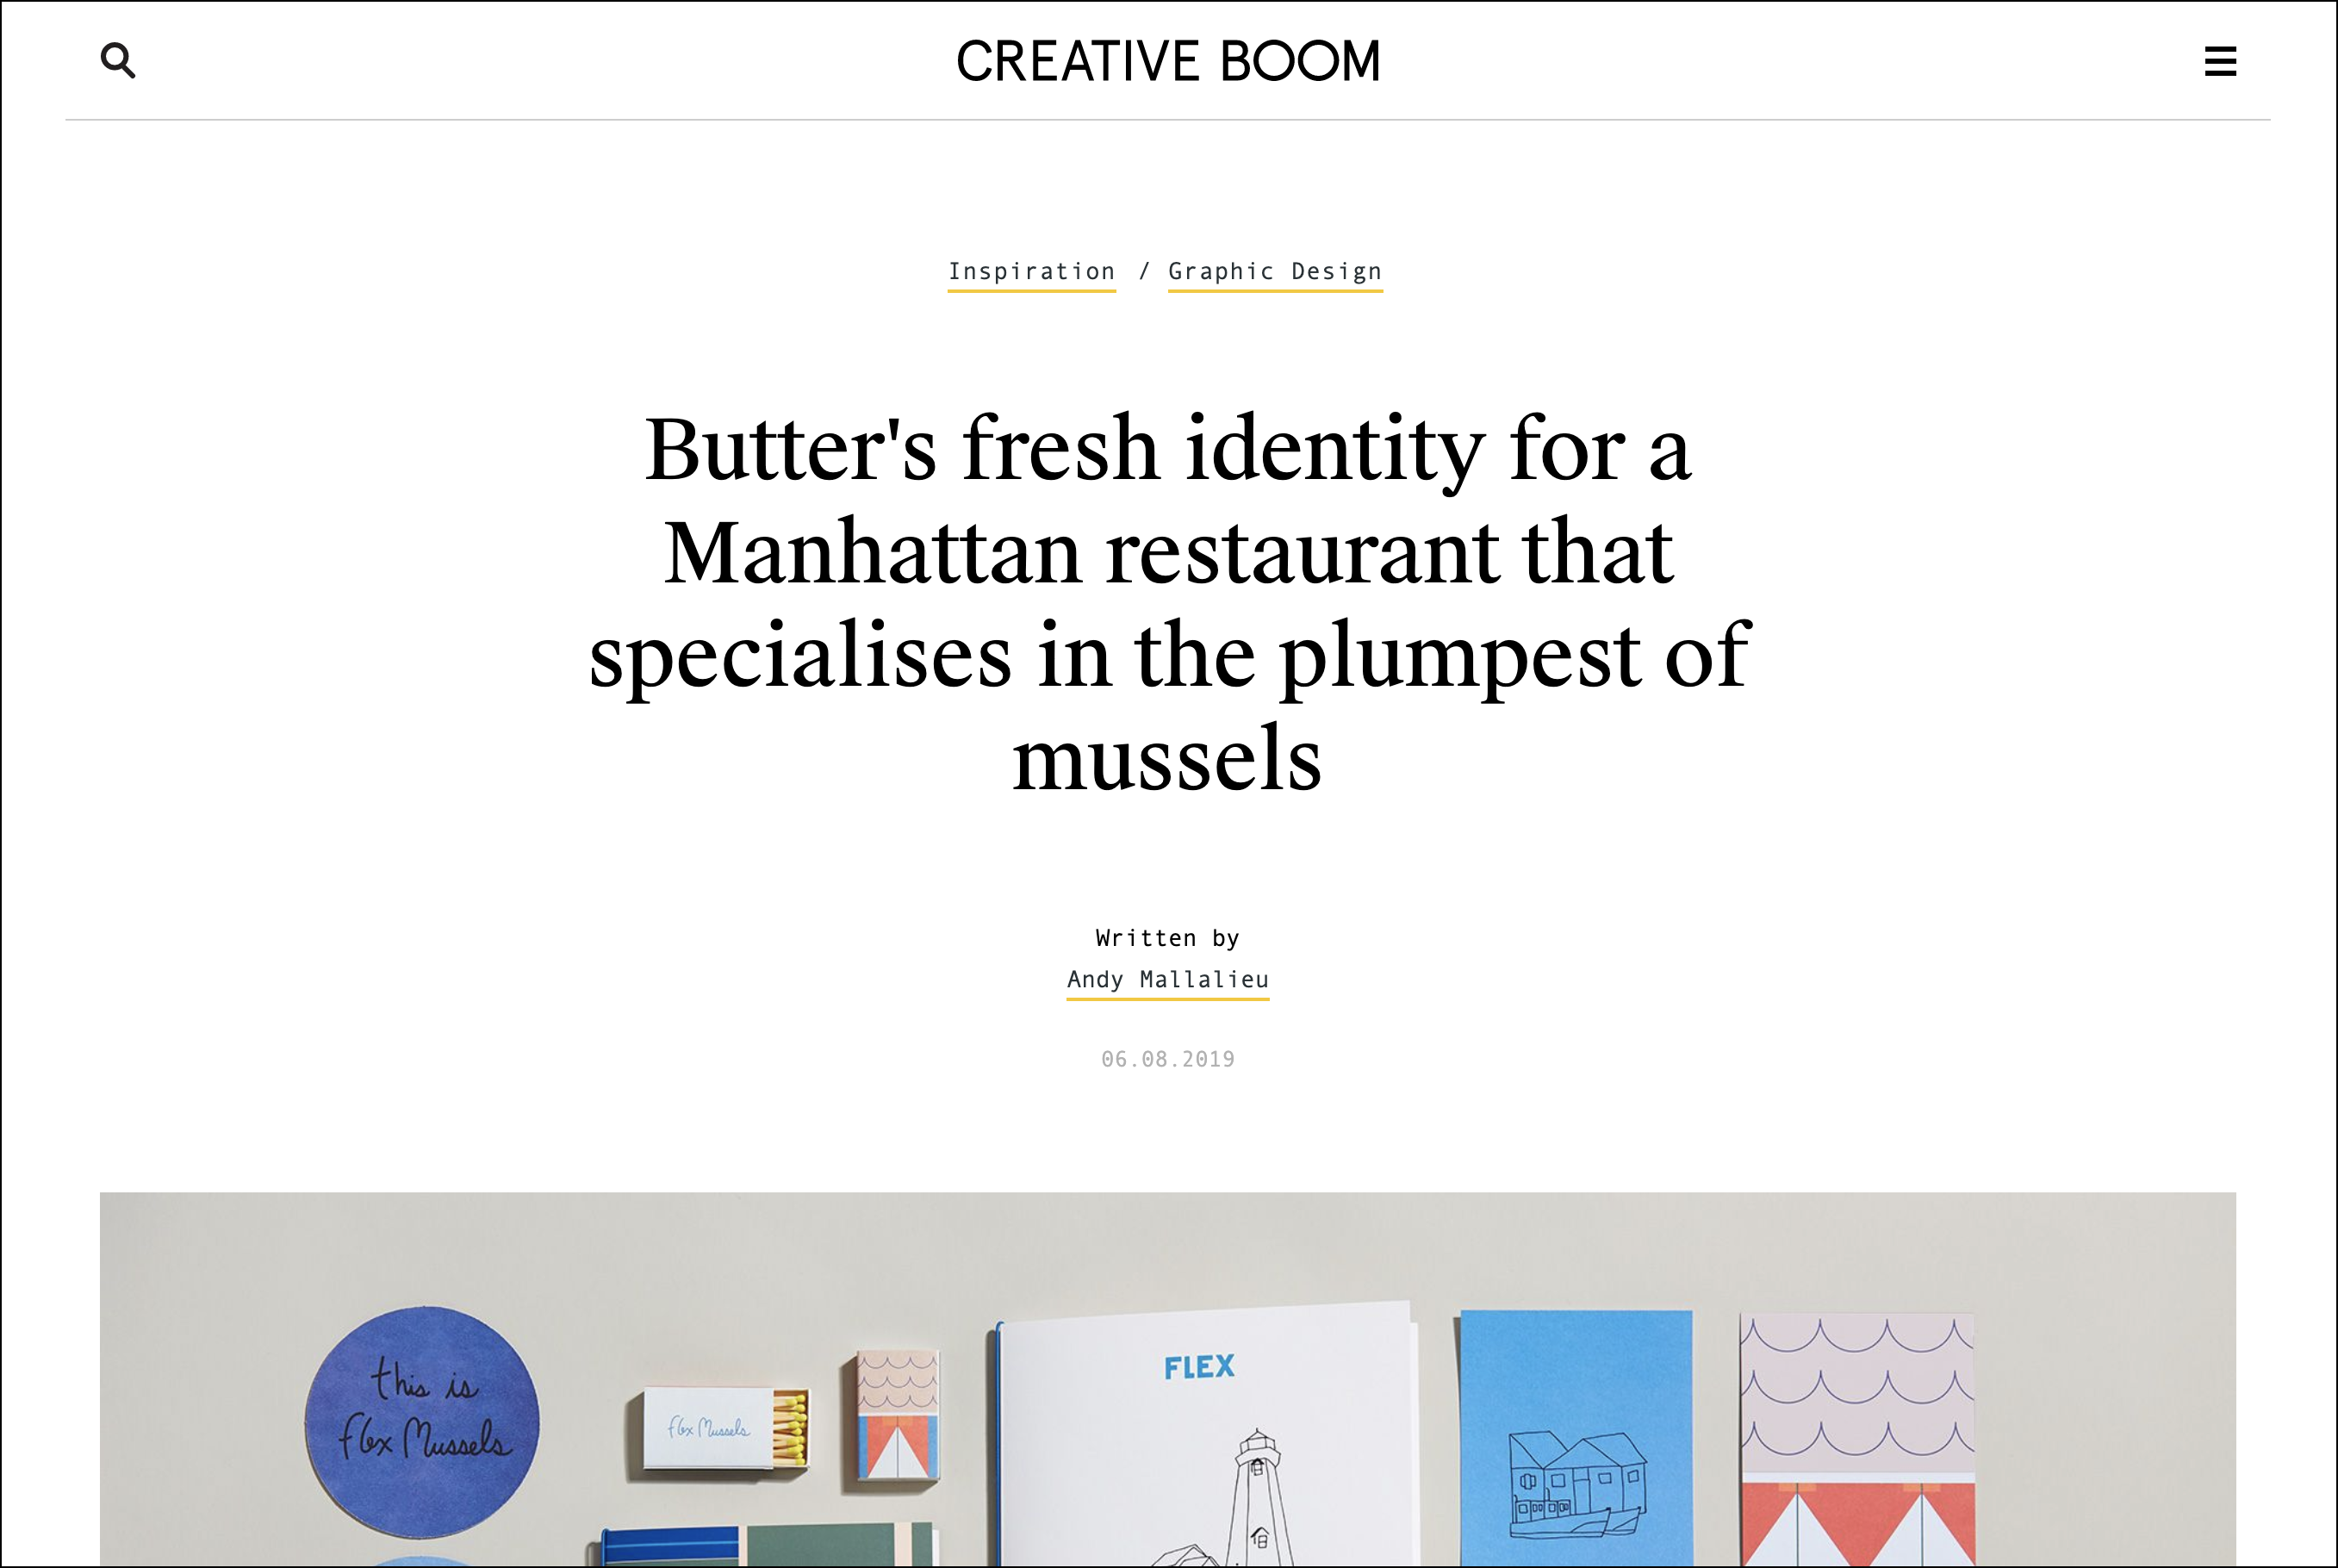 CREATIVE BOOM
Inspiration / Graphic Design
Butter's fresh identity for a
Manhattan restaurant that
specialises in the plumpest of
mussels
Written by
Andy Mallalieu
06.08.2019
this is
flex Mussels
flex Mussels
FLEX